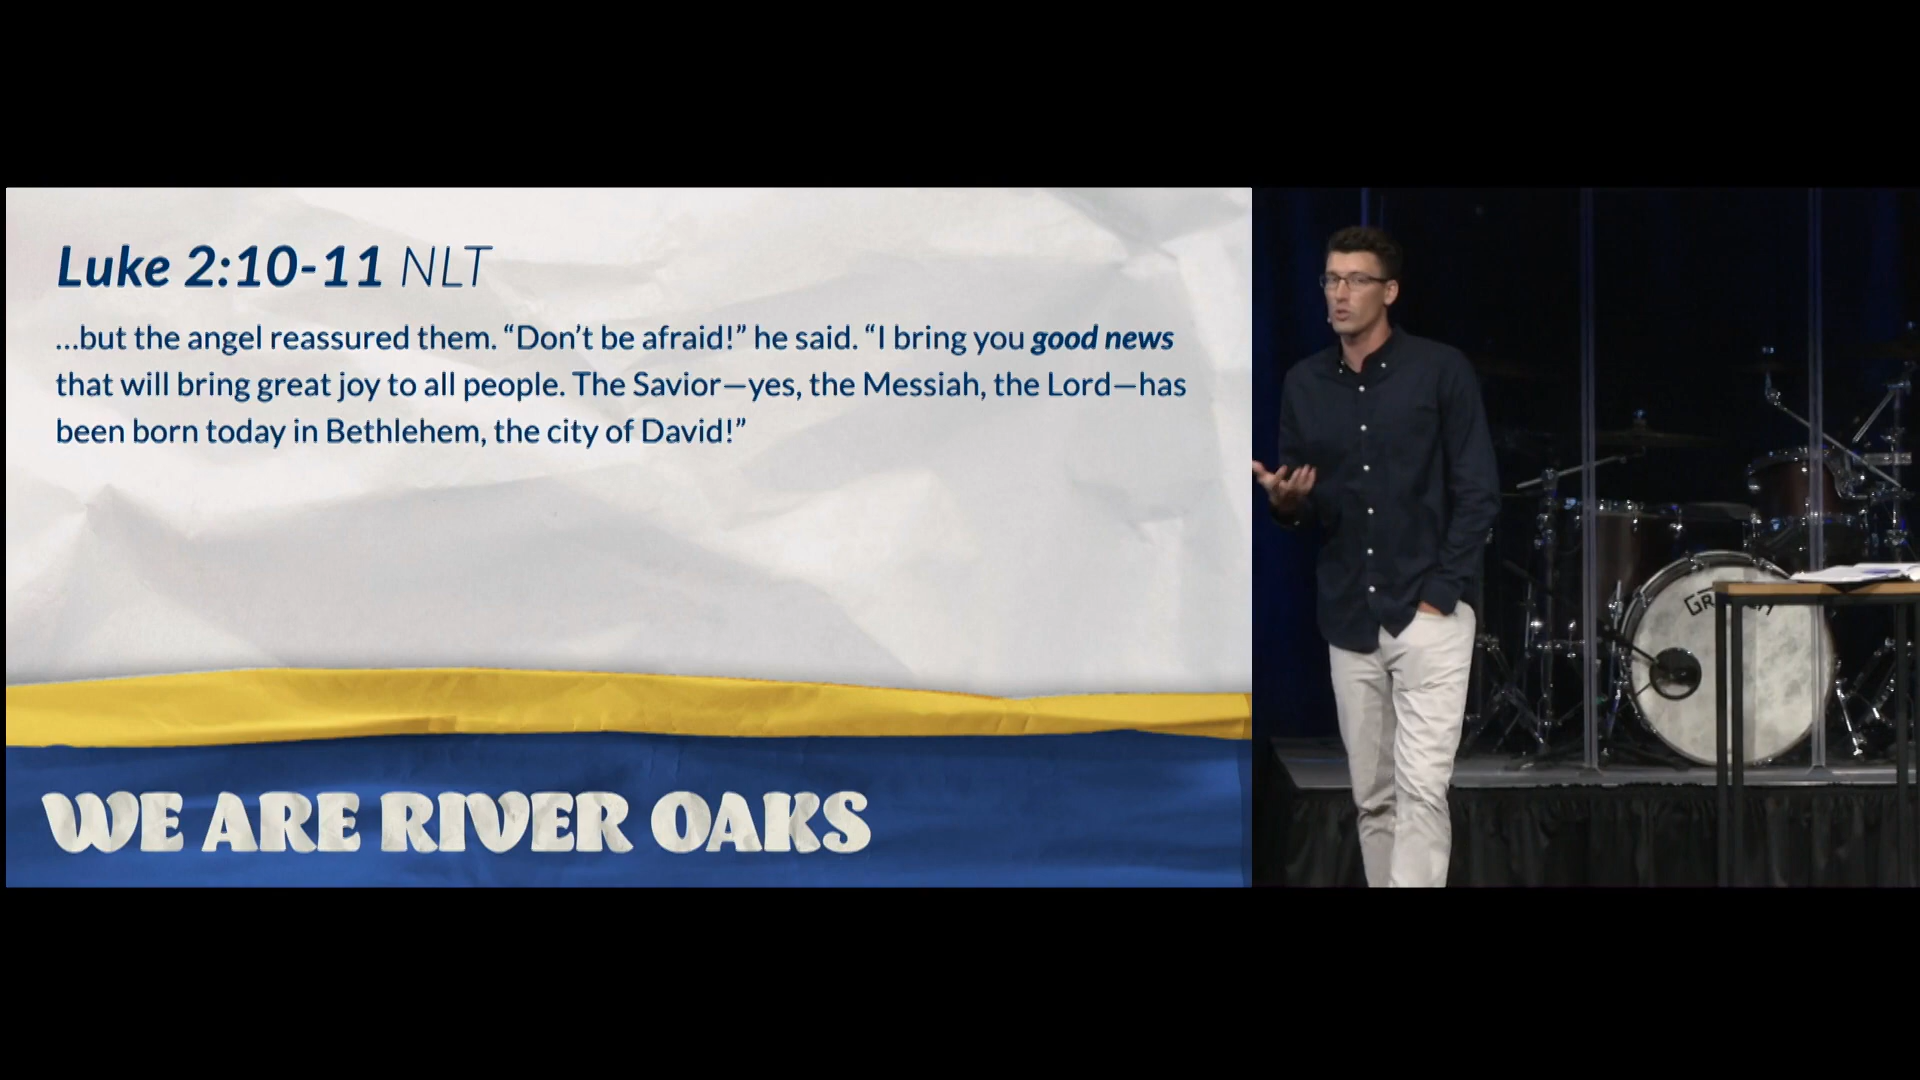 Luke 2:10-11 NLT
...but the angel reassured them. “Don’t be afraid!” he said. “I bring you good news
that will bring great joy to all people. The Savior—yes, the Messiah, the Lord—has
been born today in Bethlehem, the city of David!”
WE ARE RIVER OAKS